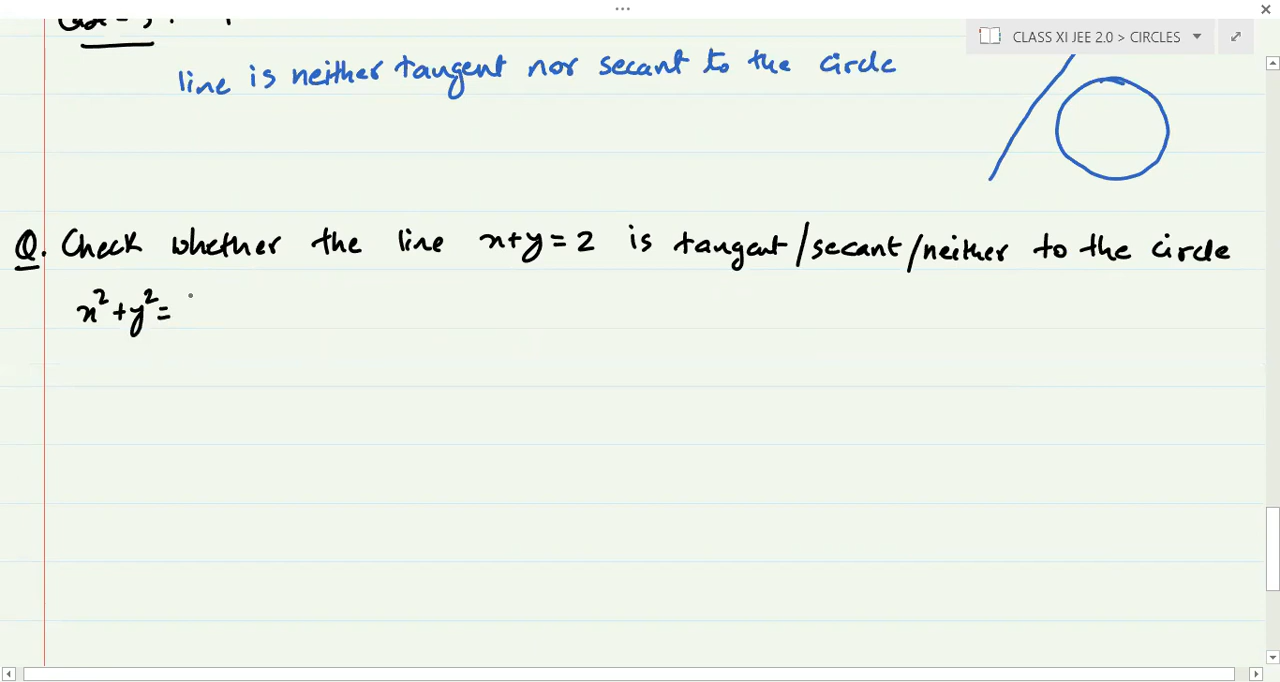 CLASS XI JEE 2.0 > CIRCLES
line is neither tangent nor secant to the circle
Q. Check whether the line x+y=2 is tangent/secant/neither to the circle
x²+y²=